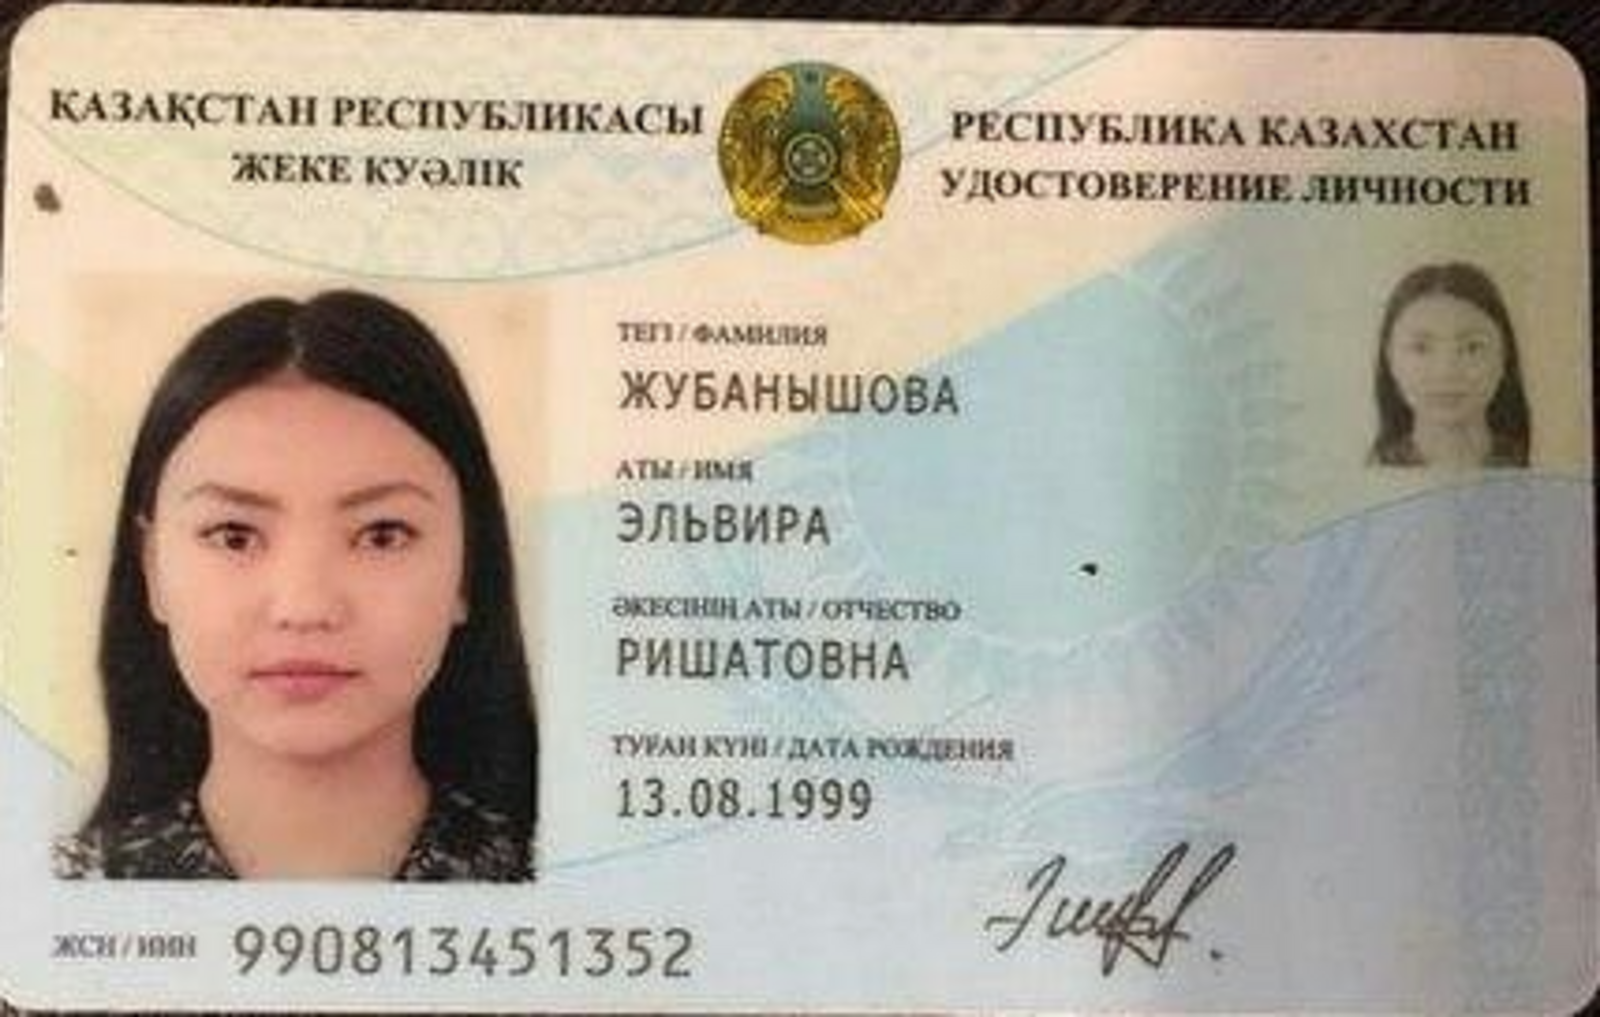 ҚАЗАҚСТАН РЕСПУБЛИКАСЫ
ЖЕКЕ КУӘЛІК
РЕСПУБЛИКА КАЗАХСТАН
УДОСТОВЕРЕНИЕ ЛИЧНОСТИ
ТЕГІ / ФАМИЛИЯ
ЖУБАНЫШОВА
АТЫ / ИМЯ
ЭЛЬВИРА
ӘКЕСІНІҢ АТЫ / ОТЧЕСТВО
РИШАТОВНА
ТУҒАН КҮНІ / ДАТА РОЖДЕНИЯ
13.08.1999
ЖСН / ИИН 990813451352